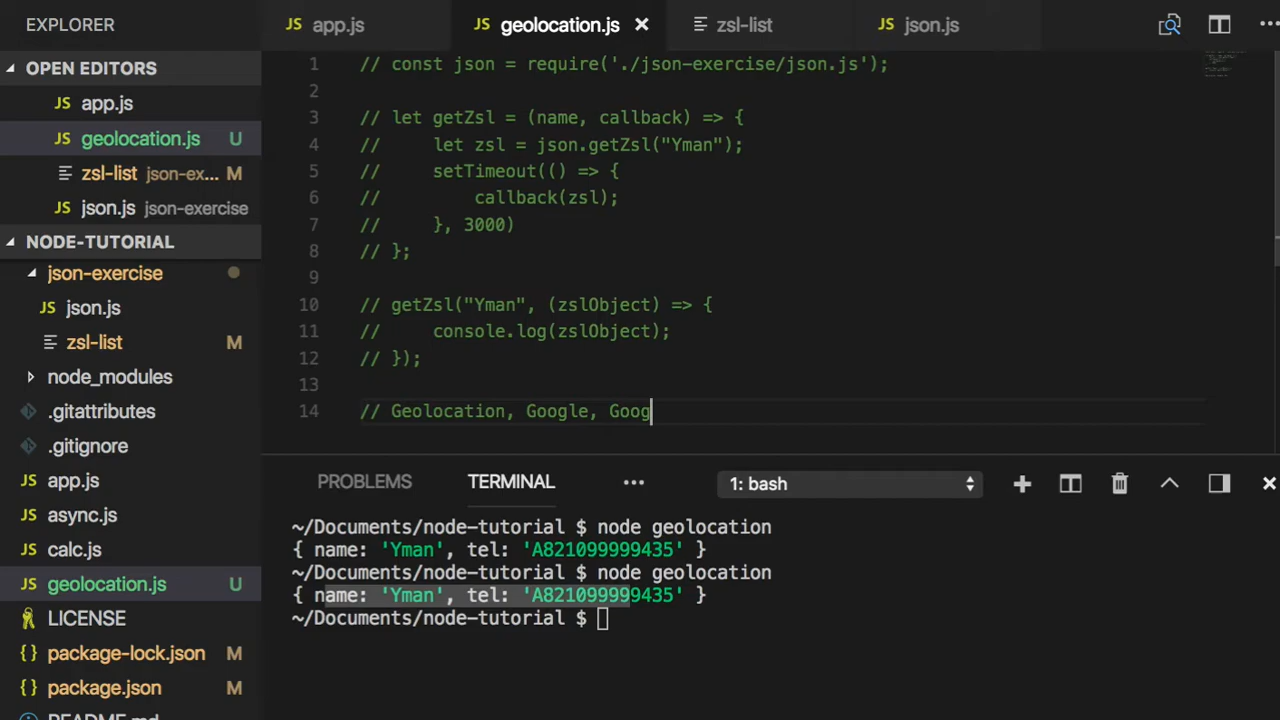 EXPLORER
JS app.js
JS geolocation.js
zsl-list
JS json.js
OPEN EDITORS
JS app.js
JS geolocation.js U
zsl-list json-ex... M
JS json.js json-exercise
NODE-TUTORIAL
json-exercise
JS json.js
zsl-list M
node_modules
.gitattributes
.gitignore
JS app.js
JS async.js
JS calc.js
JS geolocation.js U
LICENSE
{} package-lock.json M
{} package.json M
README.md
1 // const json = require('./json-exercise/json.js');
2
3 // let getZsl = (name, callback) => {
4 //     let zsl = json.getZsl("Yman");
5 //     setTimeout(() => {
6 //         callback(zsl);
7 //     }, 3000)
8 // };
9
10 // getZsl("Yman", (zslObject) => {
11 //     console.log(zslObject);
12 // });
13
14 // Geolocation, Google, Goog
PROBLEMS TERMINAL ... 1: bash
~/Documents/node-tutorial $ node geolocation
{ name: 'Yman', tel: 'A821099999435' }
~/Documents/node-tutorial $ node geolocation
{ name: 'Yman', tel: 'A821099999435' }
~/Documents/node-tutorial $